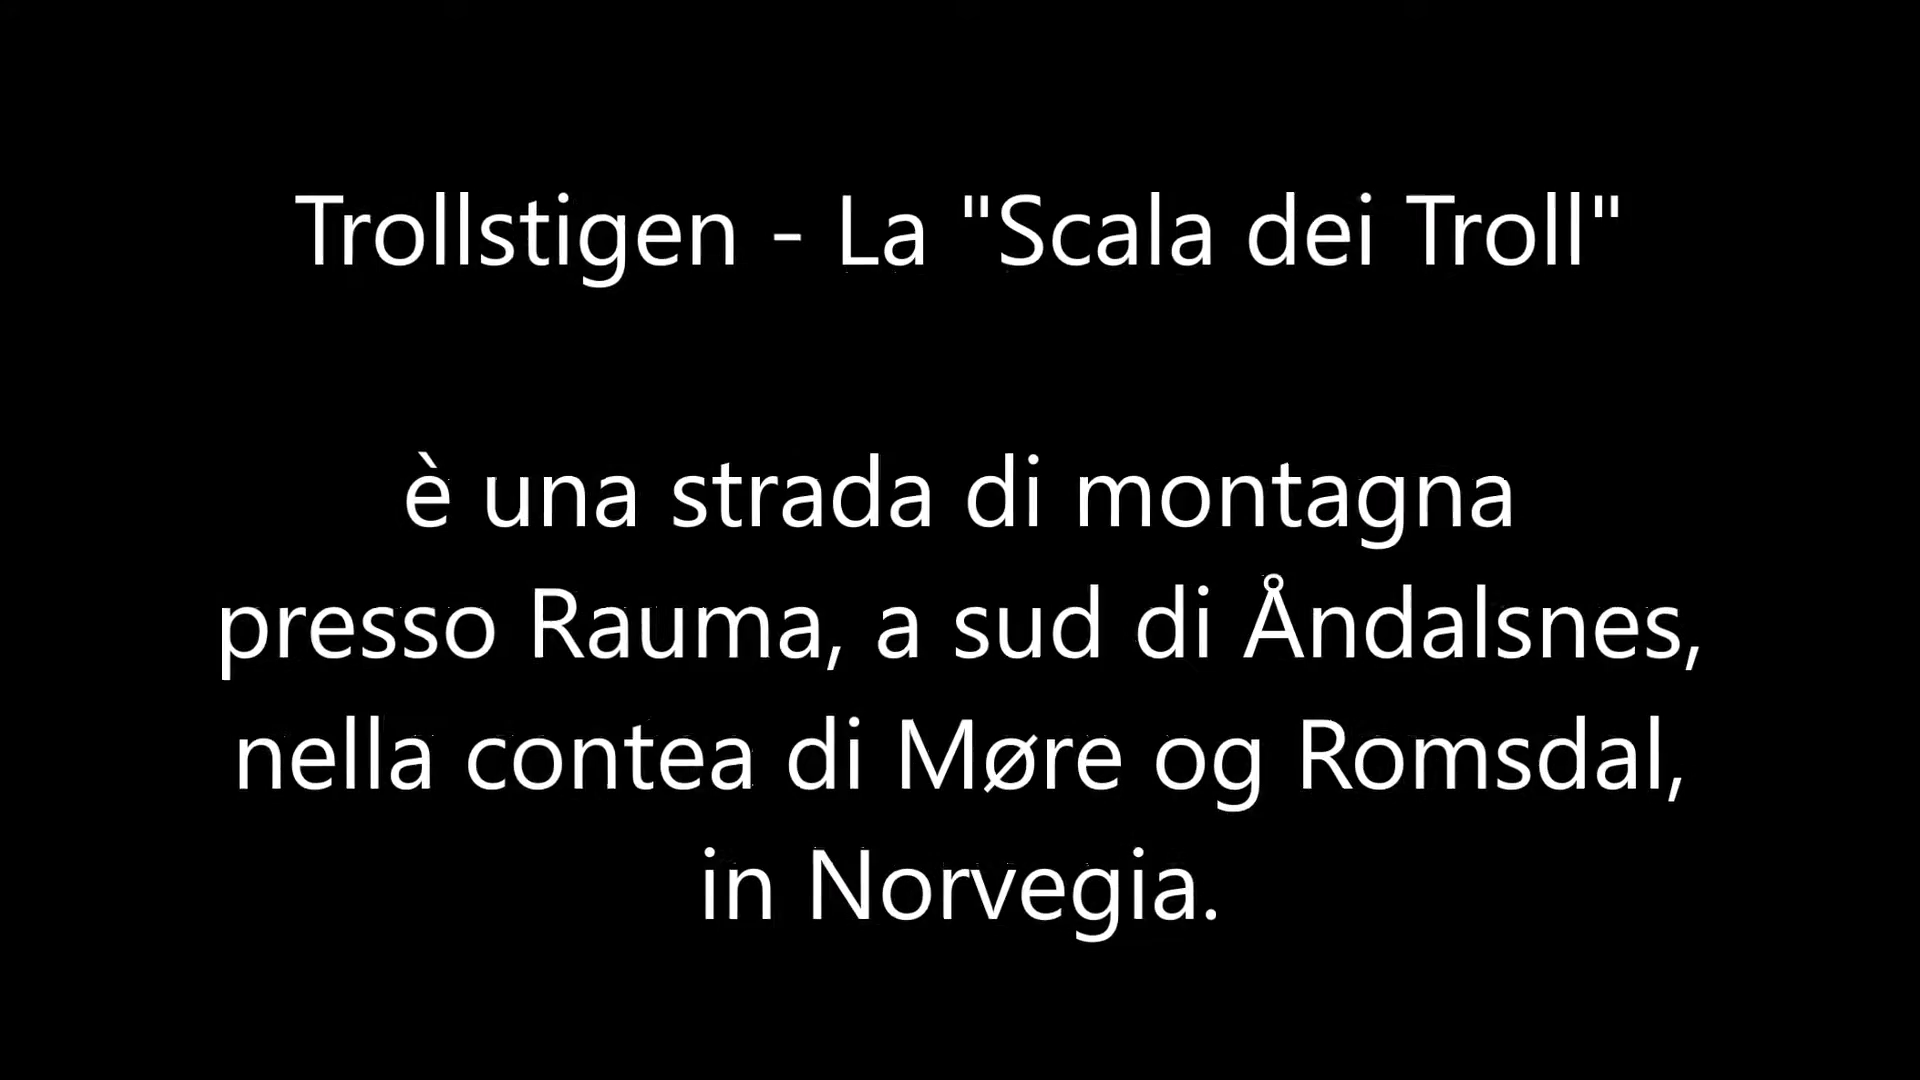 Trollstigen - La "Scala dei Troll"
è una strada di montagna
presso Rauma, a sud di Åndalsnes,
nella contea di Møre og Romsdal,
in Norvegia.